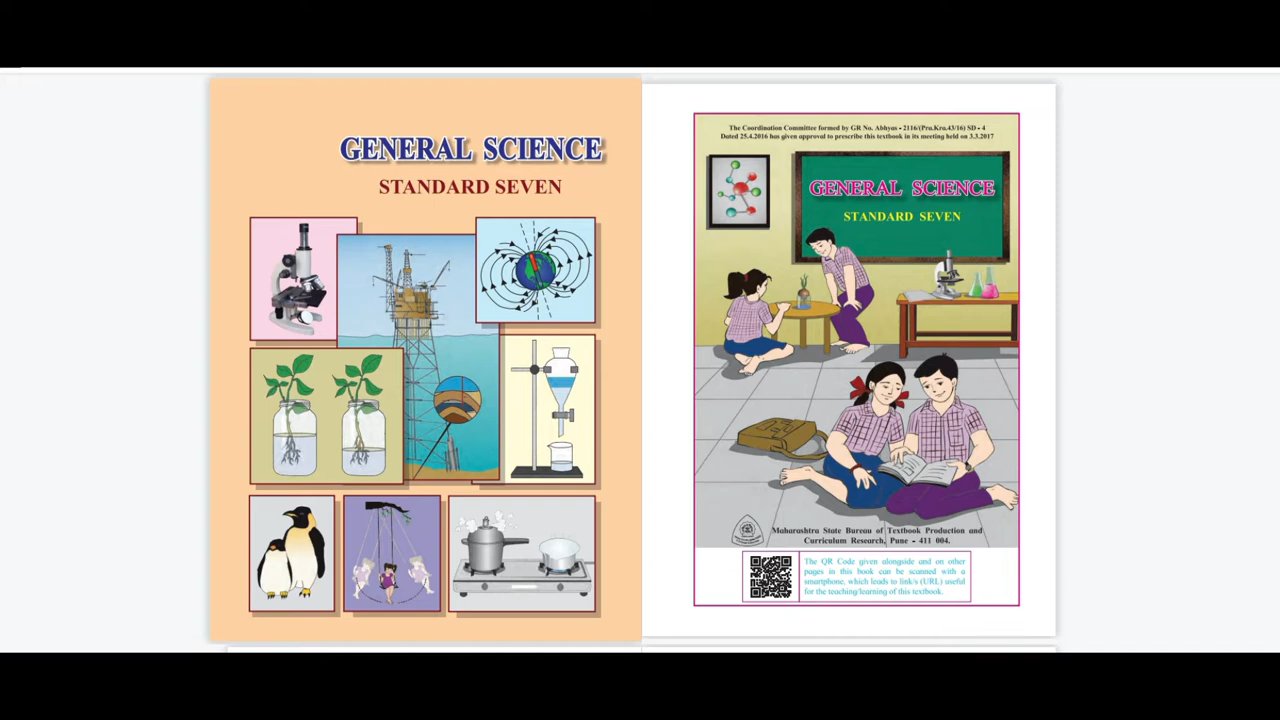 GENERAL SCIENCE
STANDARD SEVEN
The Coordination Committee formed by GR No. Abhyas - 2116/(Pra.Kra.43/16) SD - 4
Dated 25.4.2016 has given approval to prescribe this textbook in its meeting held on 3.3.2017
GENERAL SCIENCE
STANDARD SEVEN
Maharashtra State Bureau of Textbook Production and
Curriculum Research, Pune - 411 004.
The QR Code given alongside and on other
pages in this book can be scanned with a
smartphone, which leads to link/s (URL) useful
for the teaching/learning of this textbook.